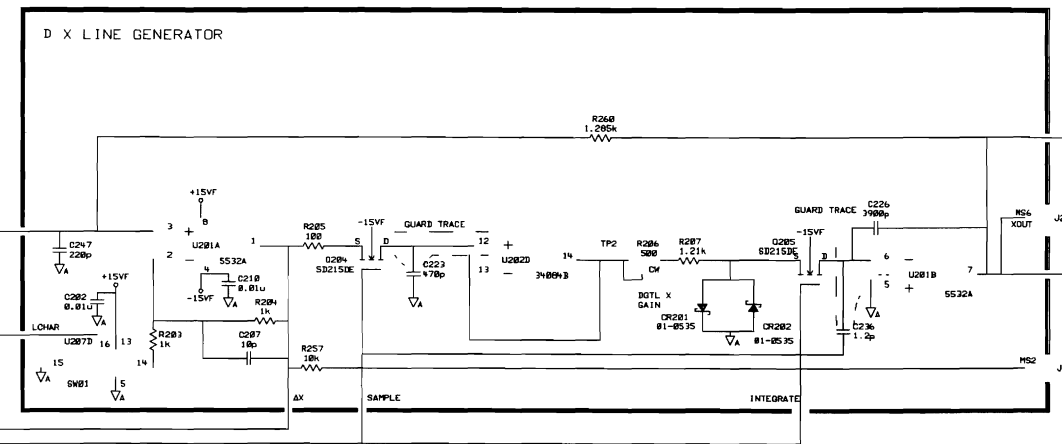 D X LINE GENERATOR
R260
1.285k
+15VF
3
+
8
U201A
1
2
−
4
5532A
-15VF
C247
220p
A
+15VF
C202
0.01u
A
C210
0.01u
A
R204
1k
C207
10p
R203
1k
LCHAR
U207D
16
13
15
14
A
SW01
5
A
R257
10k
R205
100
-15VF
S
D
Q204
SD215DE
GUARD TRACE
C223
470p
A
12
+
13
−
14
34084B
TP2
R206
500
CW
DGTL X
GAIN
R207
1.21k
CR201
01-0535
CR202
01-0535
A
GUARD TRACE
-15VF
Q205
SD215DE
S
D
C226
3900p
6
−
5
+
U201B
7
5532A
A
C236
1.2p
MS6
XOUT
J2
MS2
J
ΔX
SAMPLE
INTEGRATE